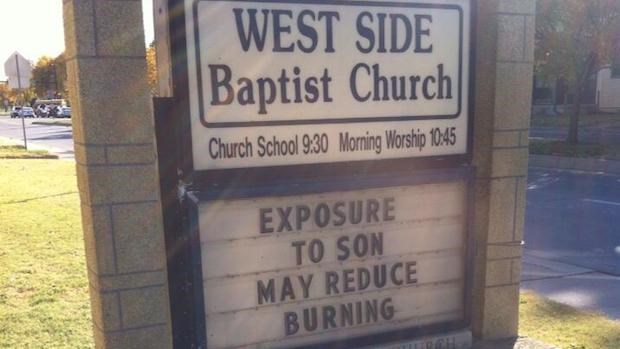 WEST SIDE
Baptist Church
Church School 9:30 Morning Worship 10:45
EXPOSURE
TO SON
MAY REDUCE
BURNING